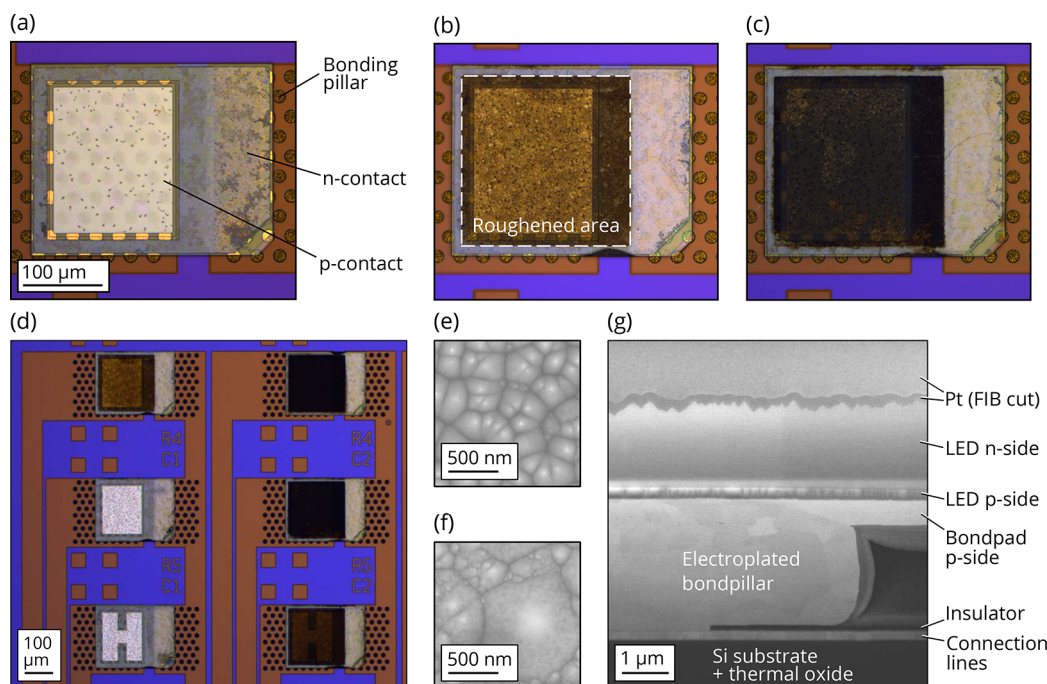 (a)
Bonding
pillar
n-contact
p-contact
100 µm
(b)
Roughened area
(c)
(d)
R4
C1
R4
C2
R5
C1
R5
C2
H
H
100
µm
(e)
500 nm
(f)
500 nm
(g)
Pt (FIB cut)
LED n-side
LED p-side
Bondpad
p-side
Electroplated
bondpillar
Insulator
Connection
lines
1 µm
Si substrate
+ thermal oxide